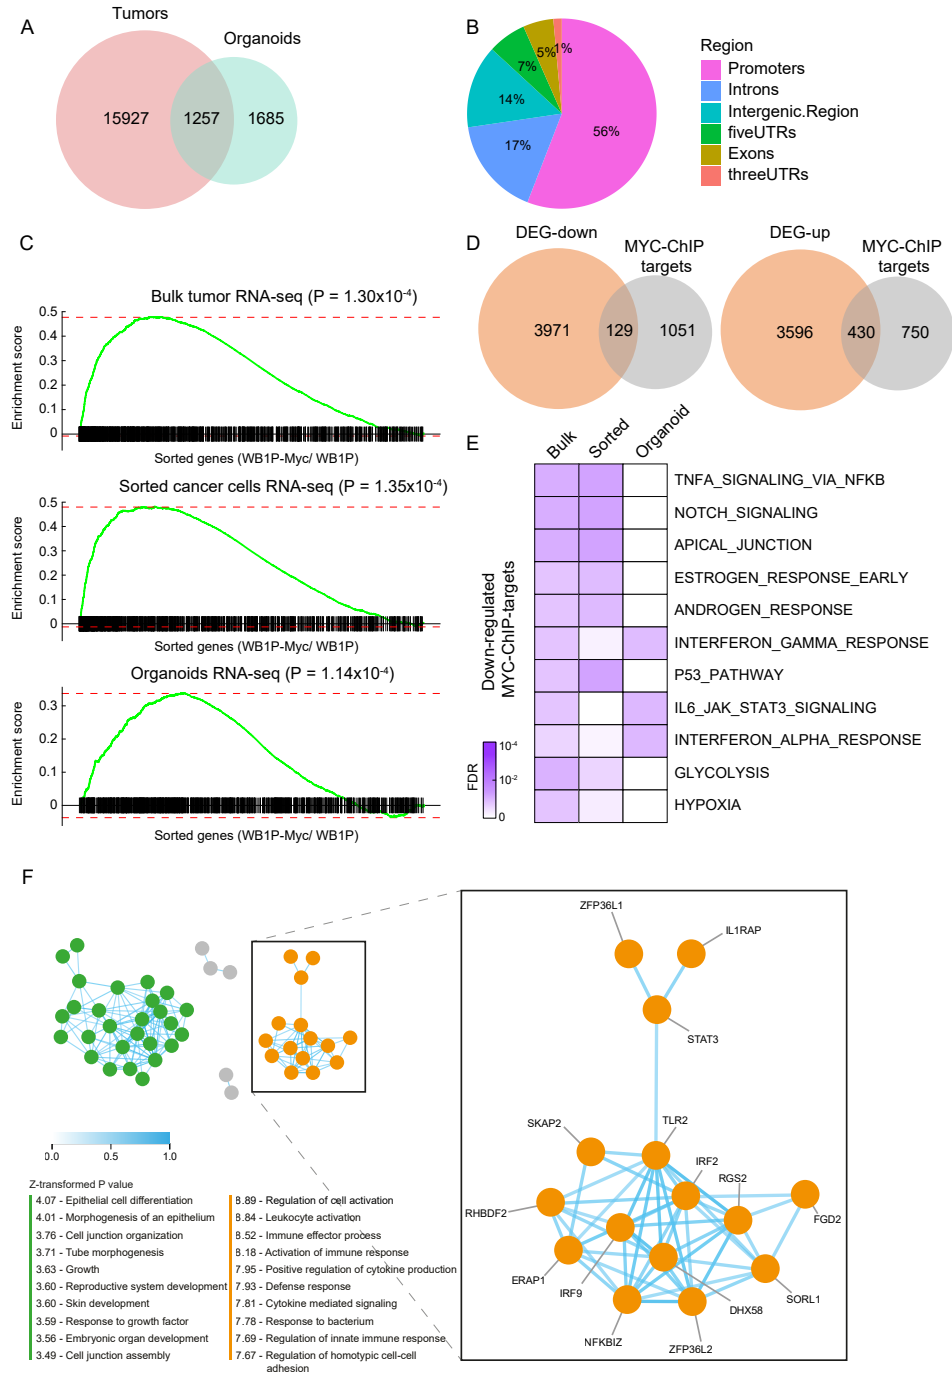 A
Tumors
Organoids
15927
1257
1685
B
1%
5%
7%
14%
17%
56%
Region
Promoters
Introns
Intergenic.Region
fiveUTRs
Exons
threeUTRs
C
Bulk tumor RNA-seq (P = 1.30x10-4)
Enrichment score
0.5
0.4
0.3
0.2
0.1
0
Sorted genes (WB1P-Myc/ WB1P)
Sorted cancer cells RNA-seq (P = 1.35x10-4)
Enrichment score
0.5
0.4
0.3
0.2
0.1
0
Sorted genes (WB1P-Myc/ WB1P)
Organoids RNA-seq (P = 1.14x10-4)
Enrichment score
0.3
0.2
0.1
0
Sorted genes (WB1P-Myc/ WB1P)
D
DEG-down
MYC-ChIP
targets
3971
129
1051
DEG-up
MYC-ChIP
targets
3596
430
750
E
Bulk
Sorted
Organoid
Down-regulated
MYC-ChIP-targets
TNFA_SIGNALING_VIA_NFKB
NOTCH_SIGNALING
APICAL_JUNCTION
ESTROGEN_RESPONSE_EARLY
ANDROGEN_RESPONSE
INTERFERON_GAMMA_RESPONSE
P53_PATHWAY
IL6_JAK_STAT3_SIGNALING
INTERFERON_ALPHA_RESPONSE
GLYCOLYSIS
HYPOXIA
FDR
10-4
10-2
0
F
0.0
0.5
1.0
Z-transformed P value
4.07 - Epithelial cell differentiation
4.01 - Morphogenesis of an epithelium
3.76 - Cell junction organization
3.71 - Tube morphogenesis
3.63 - Growth
3.60 - Reproductive system development
3.60 - Skin development
3.59 - Response to growth factor
3.56 - Embryonic organ development
3.49 - Cell junction assembly
8.89 - Regulation of cell activation
8.84 - Leukocyte activation
8.52 - Immune effector process
8.18 - Activation of immune response
7.95 - Positive regulation of cytokine production
7.93 - Defense response
7.81 - Cytokine mediated signaling
7.78 - Response to bacterium
7.69 - Regulation of innate immune response
7.67 - Regulation of homotypic cell-cell
adhesion
ZFP36L1
IL1RAP
STAT3
SKAP2
TLR2
IRF2
RGS2
RHBDF2
FGD2
ERAP1
IRF9
SORL1
DHX58
NFKBIZ
ZFP36L2